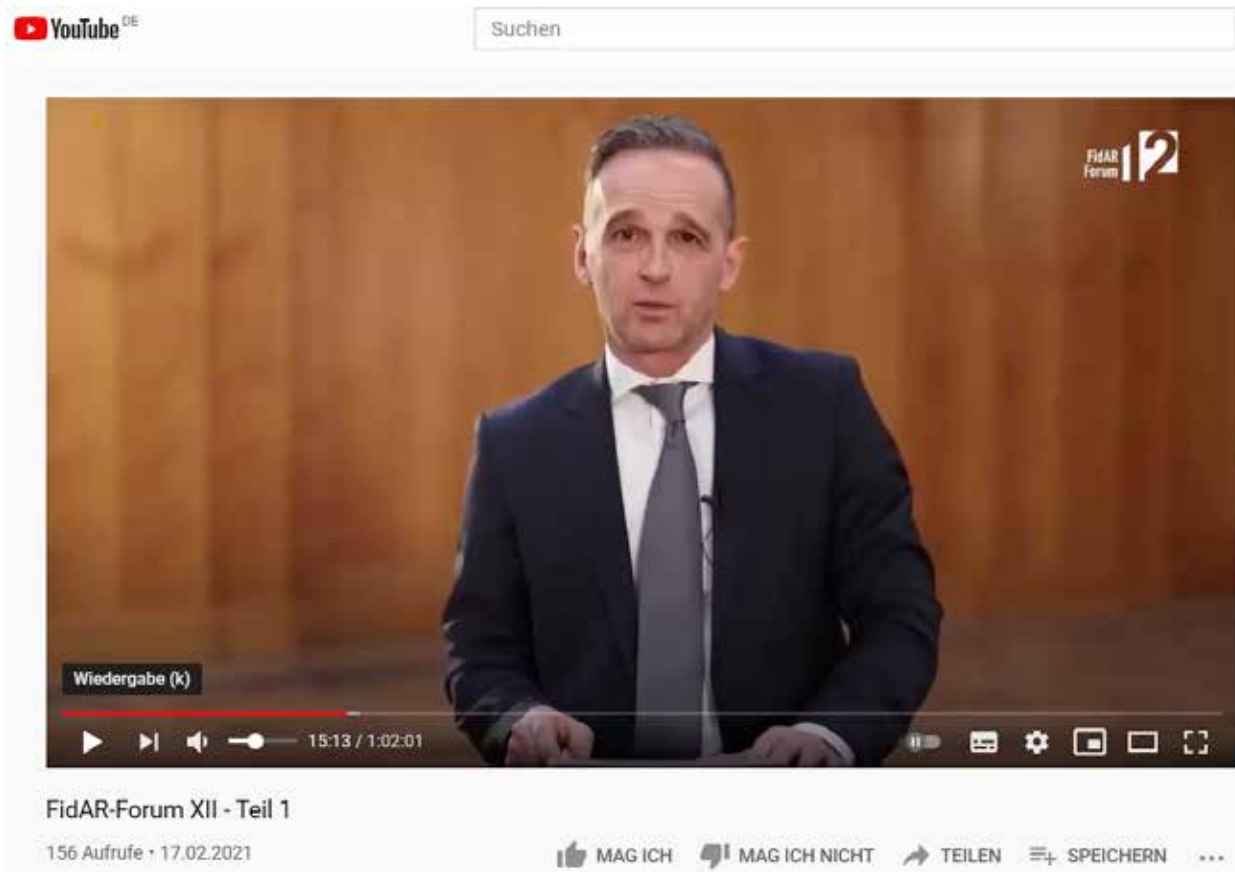 YouTube DE
Suchen
FidAR
Forum 12
Wiedergabe (k)
15:13 / 1:02:01
FidAR-Forum XII - Teil 1
156 Aufrufe • 17.02.2021
MAG ICH MAG ICH NICHT TEILEN SPEICHERN